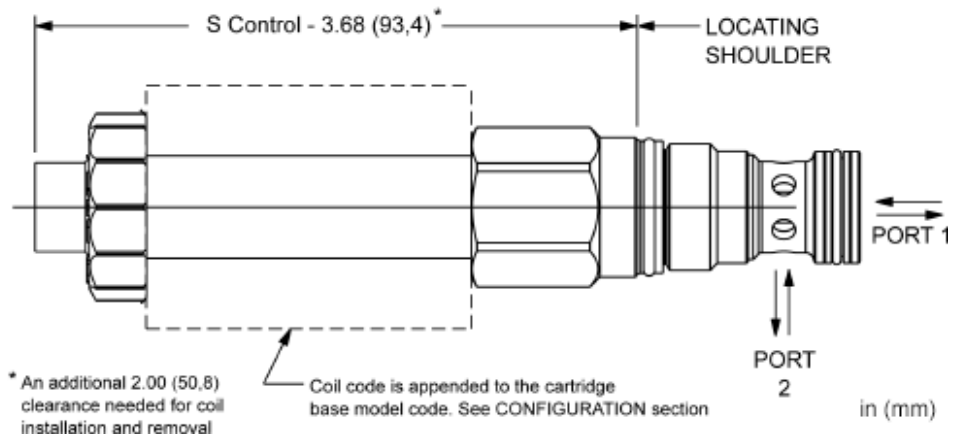 S Control - 3.68 (93,4)*
LOCATING
SHOULDER
PORT 1
PORT
2
* An additional 2.00 (50,8)
clearance needed for coil
installation and removal
Coil code is appended to the cartridge
base model code. See CONFIGURATION section
in (mm)